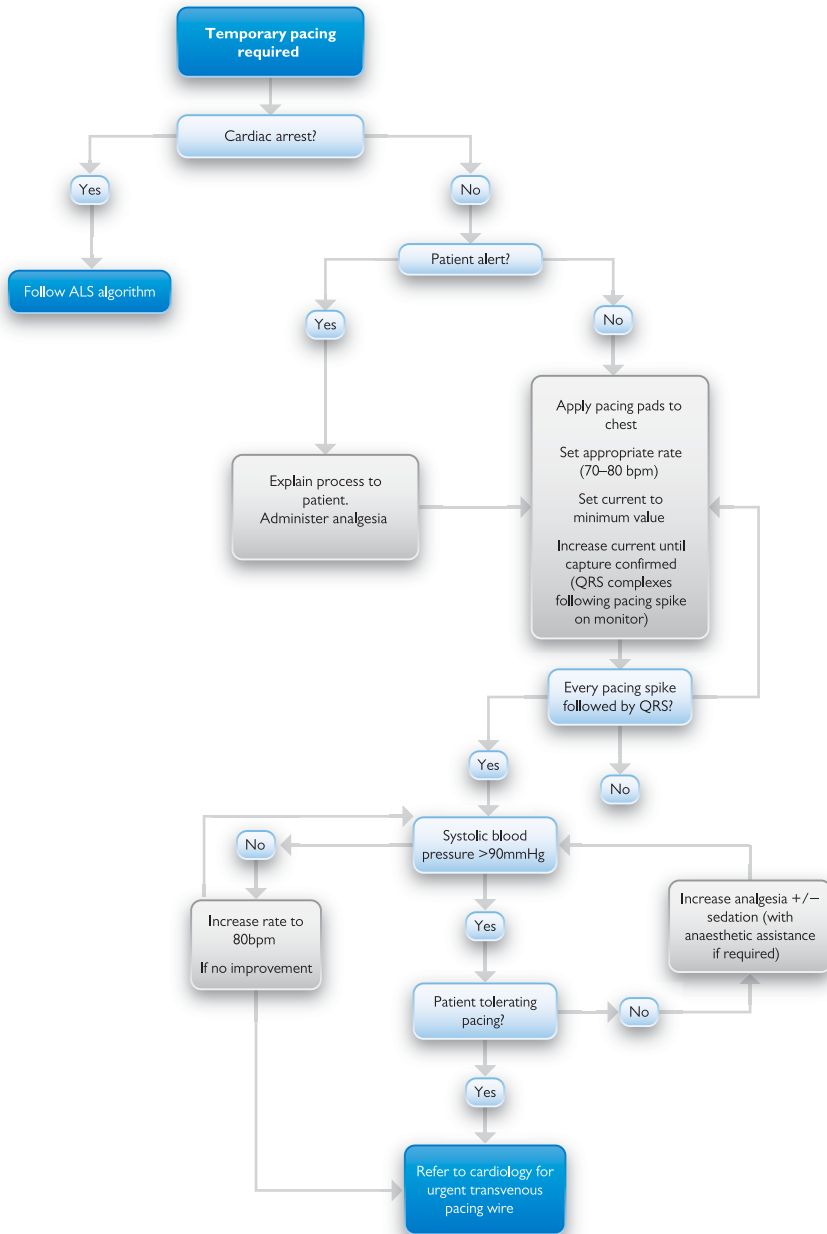 Temporary pacing
required
Cardiac arrest?
Yes
No
Follow ALS algorithm
Patient alert?
Yes
No
Explain process to
patient.
Administer analgesia
Apply pacing pads to
chest
Set appropriate rate
(70–80 bpm)
Set current to
minimum value
Increase current until
capture confirmed
(QRS complexes
following pacing spike
on monitor)
Every pacing spike
followed by QRS?
Yes
No
Systolic blood
pressure >90mmHg
No
Increase rate to
80bpm
If no improvement
Yes
Increase analgesia +/−
sedation (with
anaesthetic assistance
if required)
Patient tolerating
pacing?
No
Yes
Refer to cardiology for
urgent transvenous
pacing wire